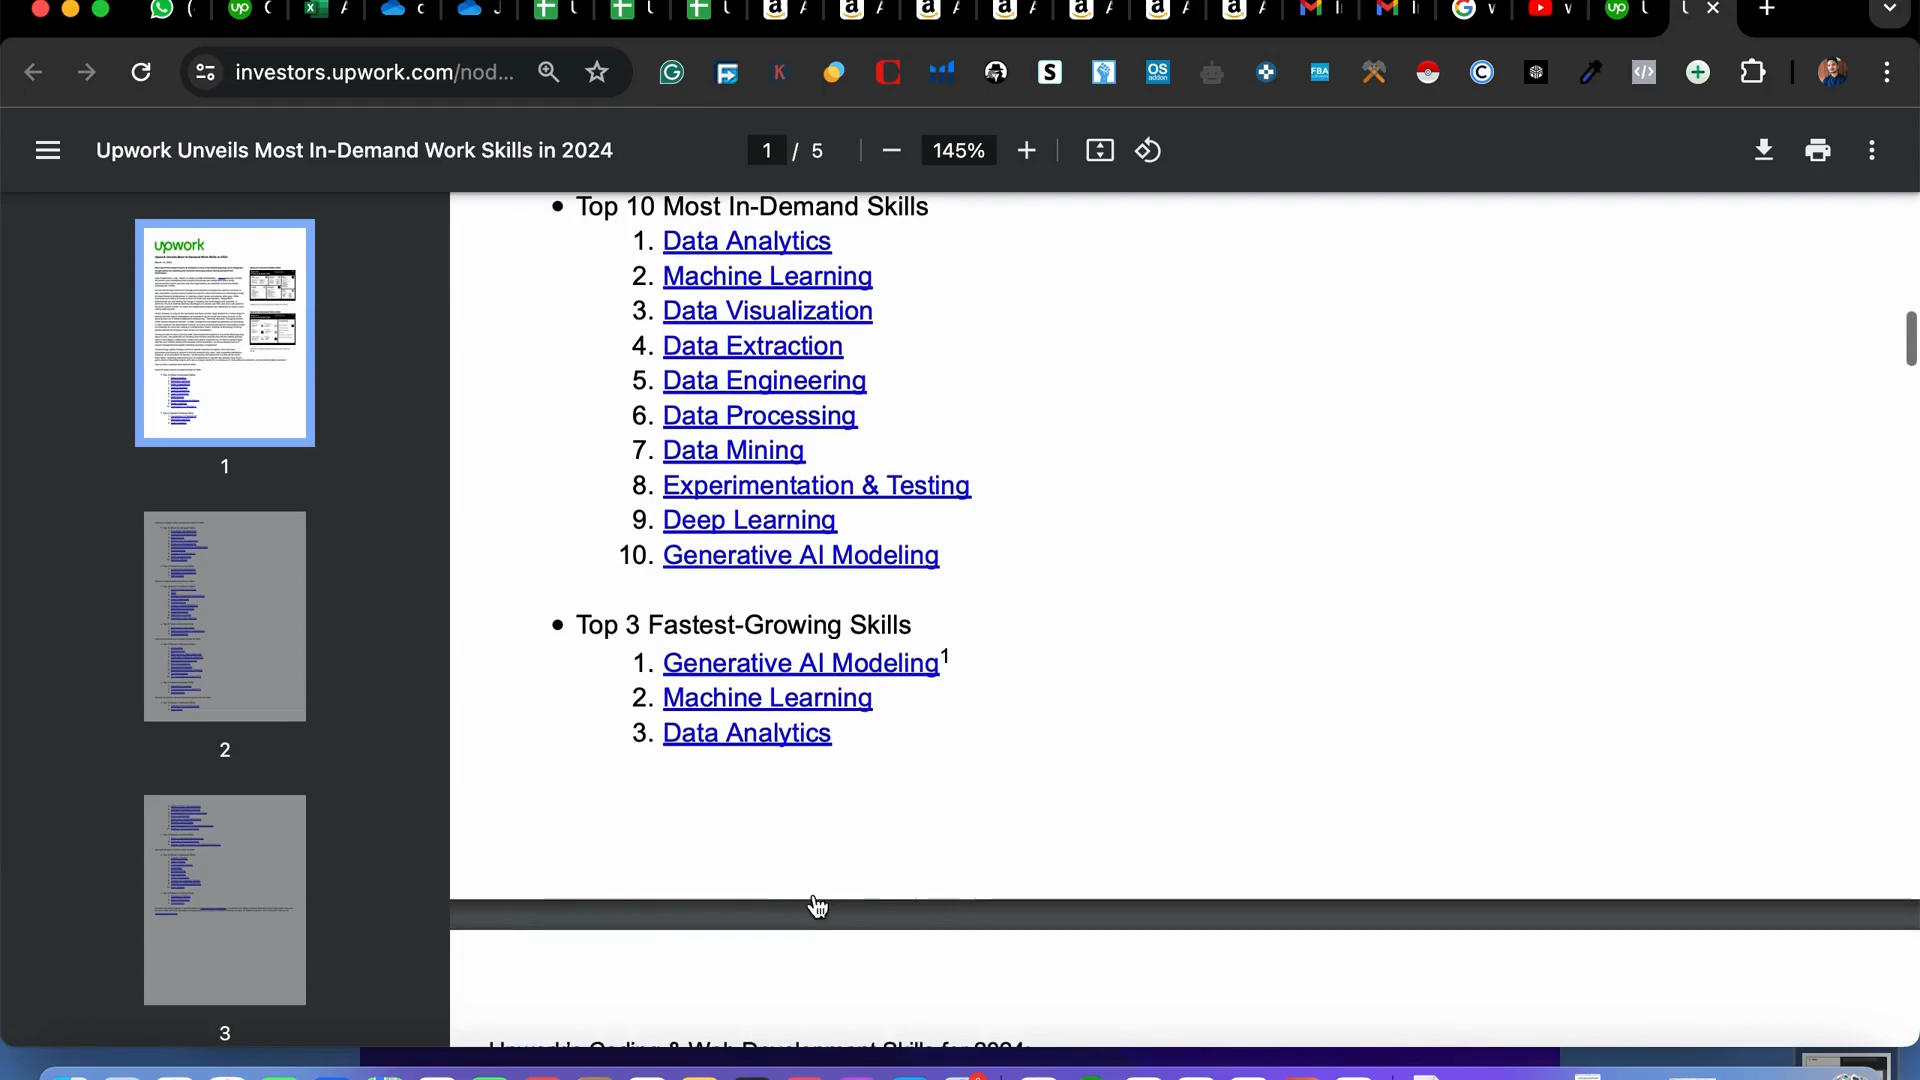 investors.upwork.com/nod...
Upwork Unveils Most In-Demand Work Skills in 2024
1 / 5
145%
• Top 10 Most In-Demand Skills
1. Data Analytics
2. Machine Learning
3. Data Visualization
4. Data Extraction
5. Data Engineering
6. Data Processing
7. Data Mining
8. Experimentation & Testing
9. Deep Learning
10. Generative AI Modeling
• Top 3 Fastest-Growing Skills
1. Generative AI Modeling1
2. Machine Learning
3. Data Analytics
upwork
1
2
3